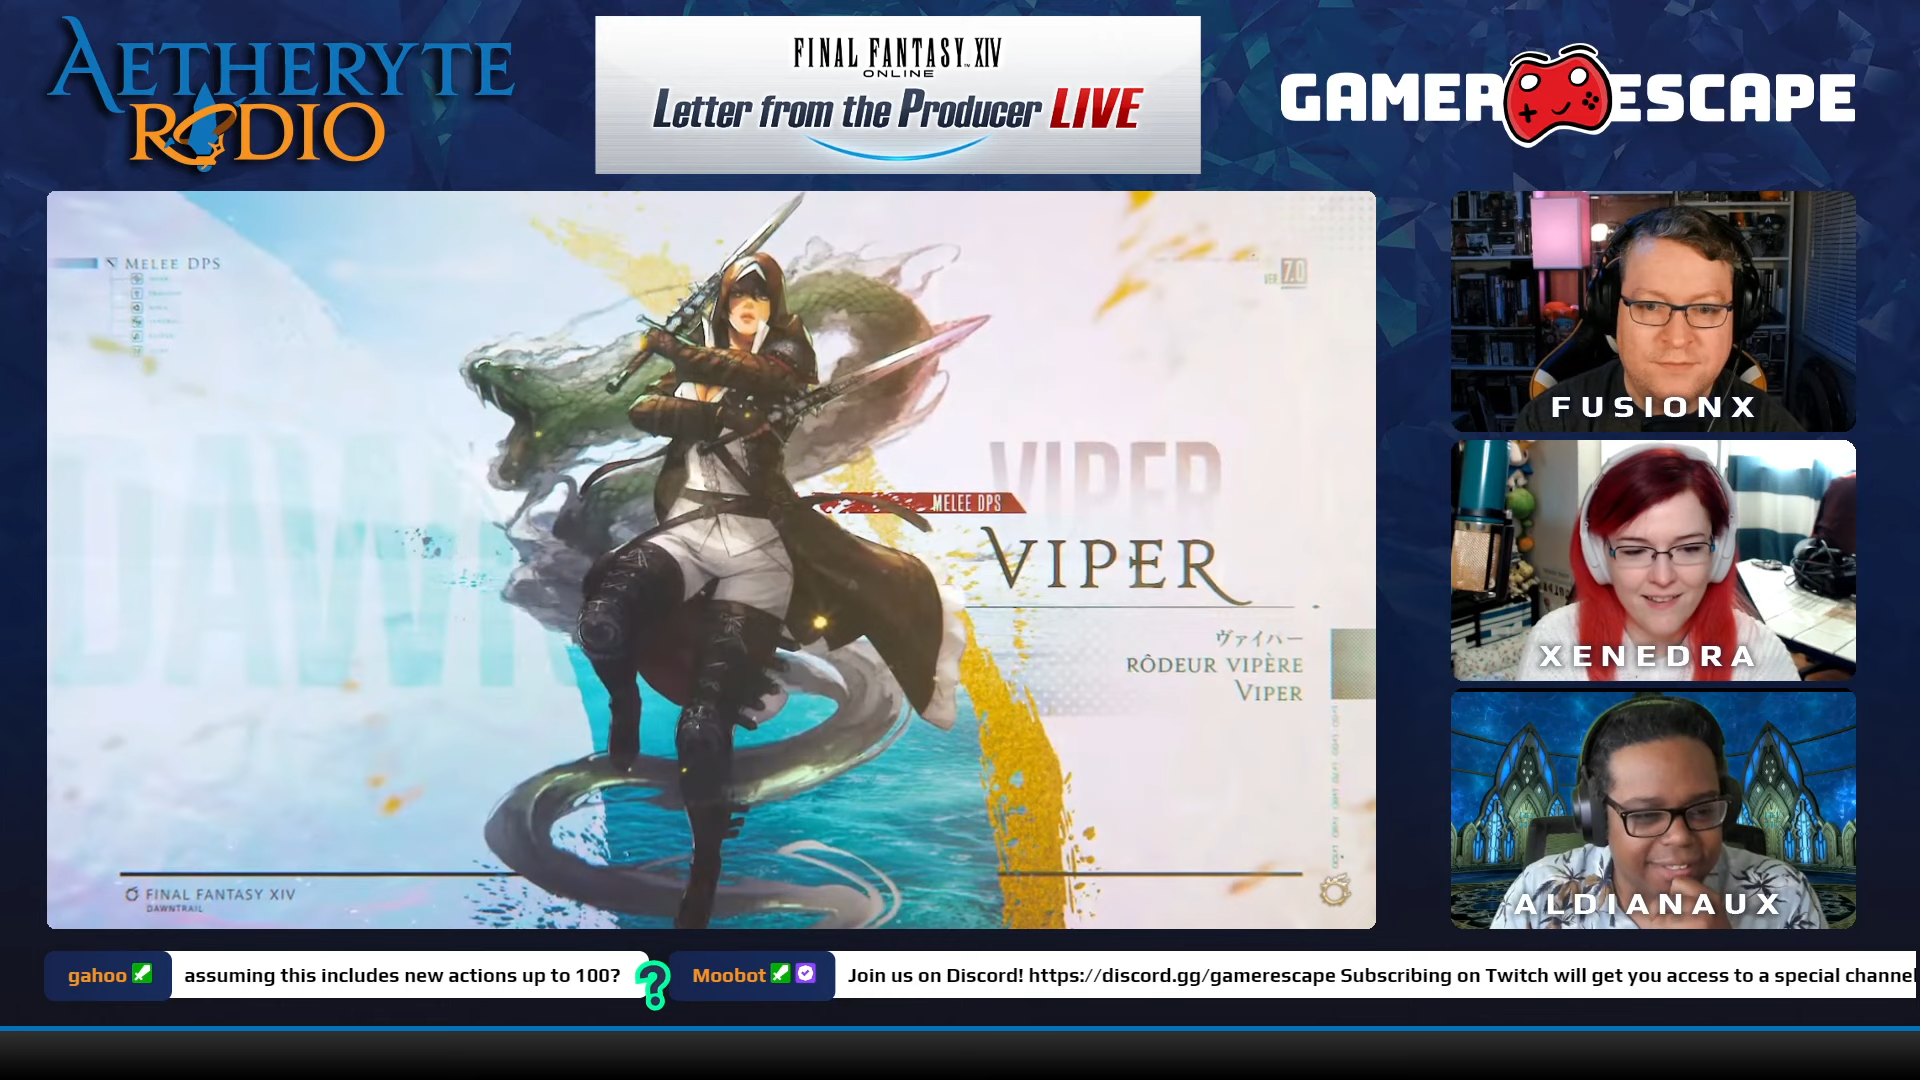 AETHERYTE
RADIO
FINAL FANTASY XIV
ONLINE
Letter from the Producer LIVE
GAMER ESCAPE
MELEE DPS
VER. 7.0
DAWN
VIPER
MELEE DPS
VIPER
ヴァイパー
RÔDEUR VIPÈRE
VIPER
FINAL FANTASY XIV
DAWNTRAIL
FUSIONX
XENEDRA
ALDIANAUX
gahoo assuming this includes new actions up to 100?
Moobot Join us on Discord! https://discord.gg/gamerescape Subscribing on Twitch will get you access to a special channel